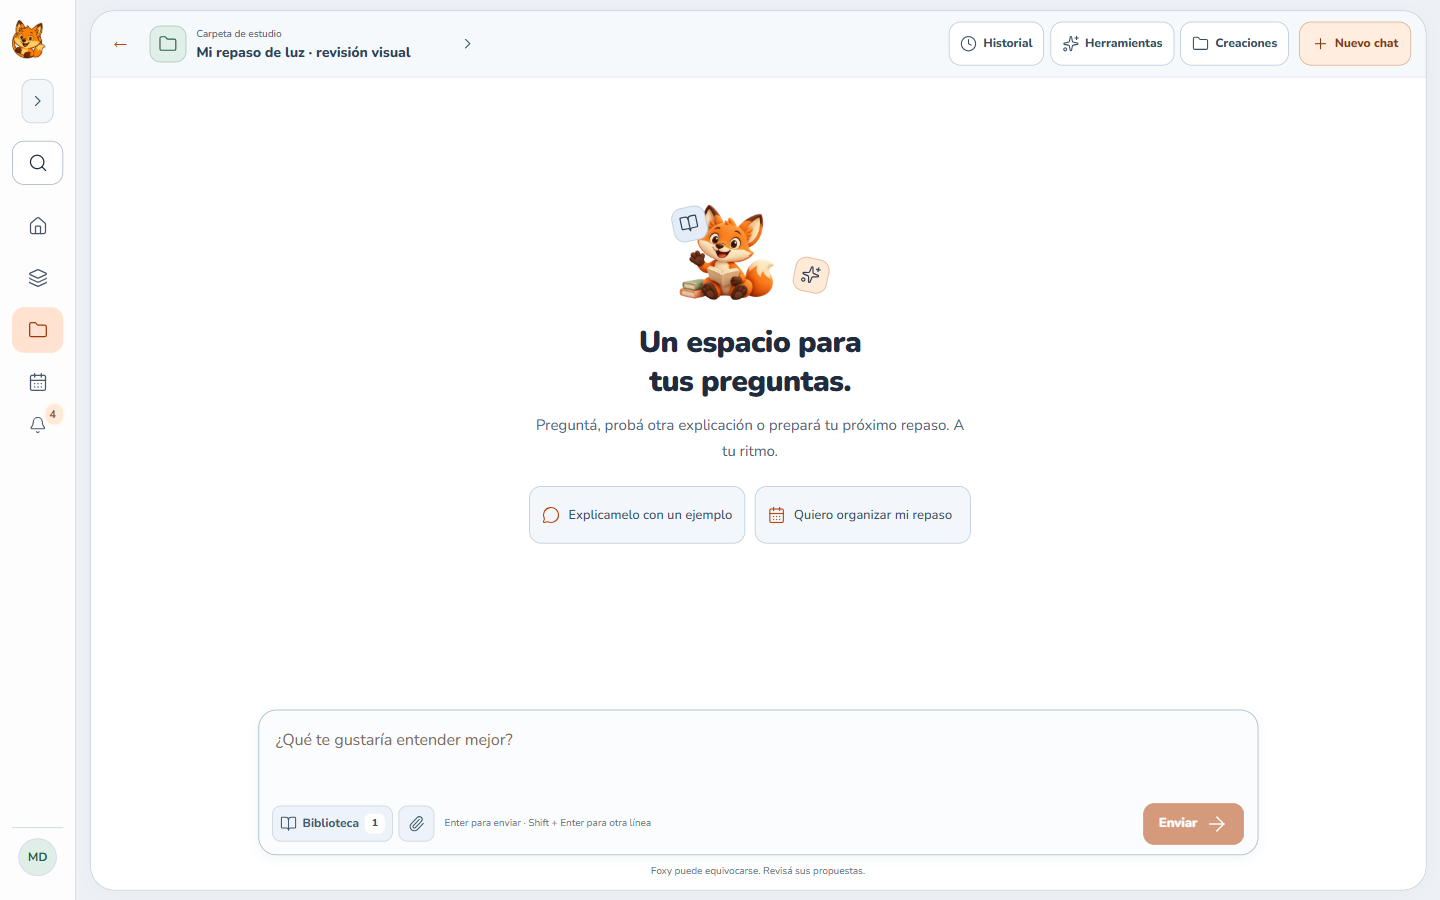 Carpeta de estudio
Mi repaso de luz · revisión visual
Historial
Herramientas
Creaciones
Nuevo chat
4
Un espacio para
tus preguntas.
Preguntá, probá otra explicación o prepará tu próximo repaso. A
tu ritmo.
Explicamelo con un ejemplo
Quiero organizar mi repaso
¿Qué te gustaría entender mejor?
Biblioteca 1
Enter para enviar · Shift + Enter para otra línea
Enviar
MD
Foxy puede equivocarse. Revisá sus propuestas.